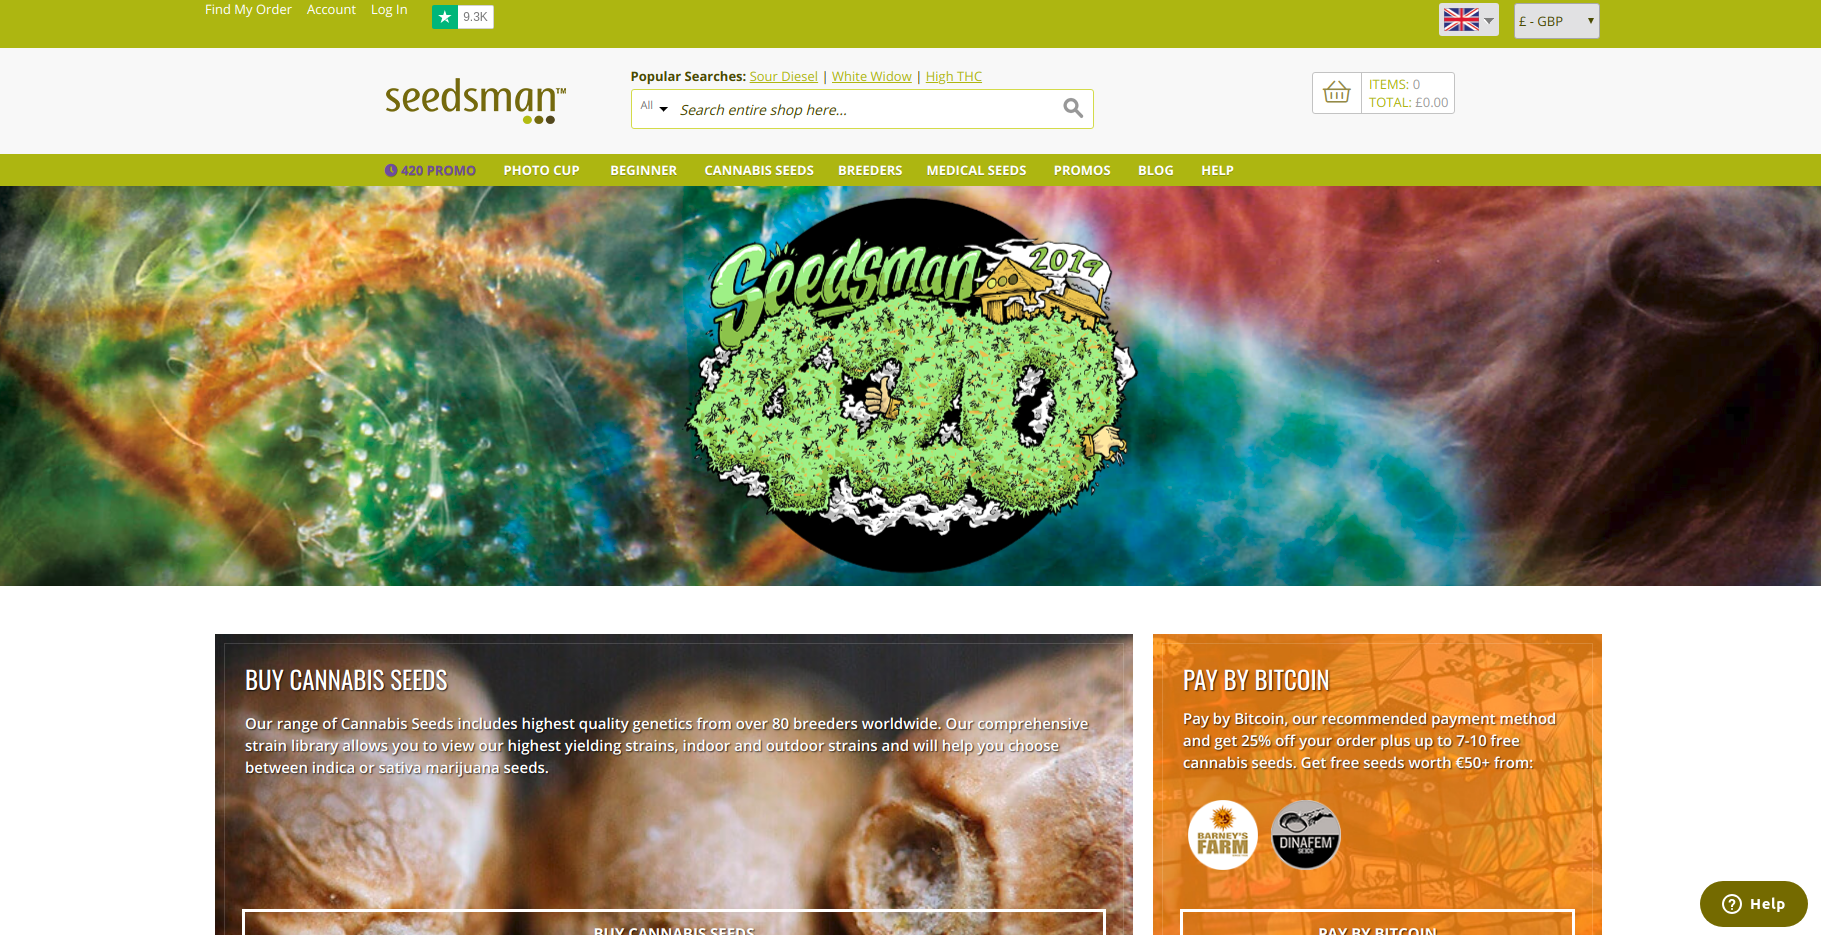 Find My Order Account Log In 9.3K £ - GBP
Popular Searches: Sour Diesel | White Widow | High THC
seedsman™
All Search entire shop here...
ITEMS: 0
TOTAL: £0.00
420 PROMO PHOTO CUP BEGINNER CANNABIS SEEDS BREEDERS MEDICAL SEEDS PROMOS BLOG HELP
Seedsman 2019
420
BUY CANNABIS SEEDS
Our range of Cannabis Seeds includes highest quality genetics from over 80 breeders worldwide. Our comprehensive
strain library allows you to view our highest yielding strains, indoor and outdoor strains and will help you choose
between indica or sativa marijuana seeds.
BUY CANNABIS SEEDS
PAY BY BITCOIN
Pay by Bitcoin, our recommended payment method
and get 25% off your order plus up to 7-10 free
cannabis seeds. Get free seeds worth €50+ from:
BARNEY'S
FARM
DINAFEM
SEEDS
PAY BY BITCOIN
Help